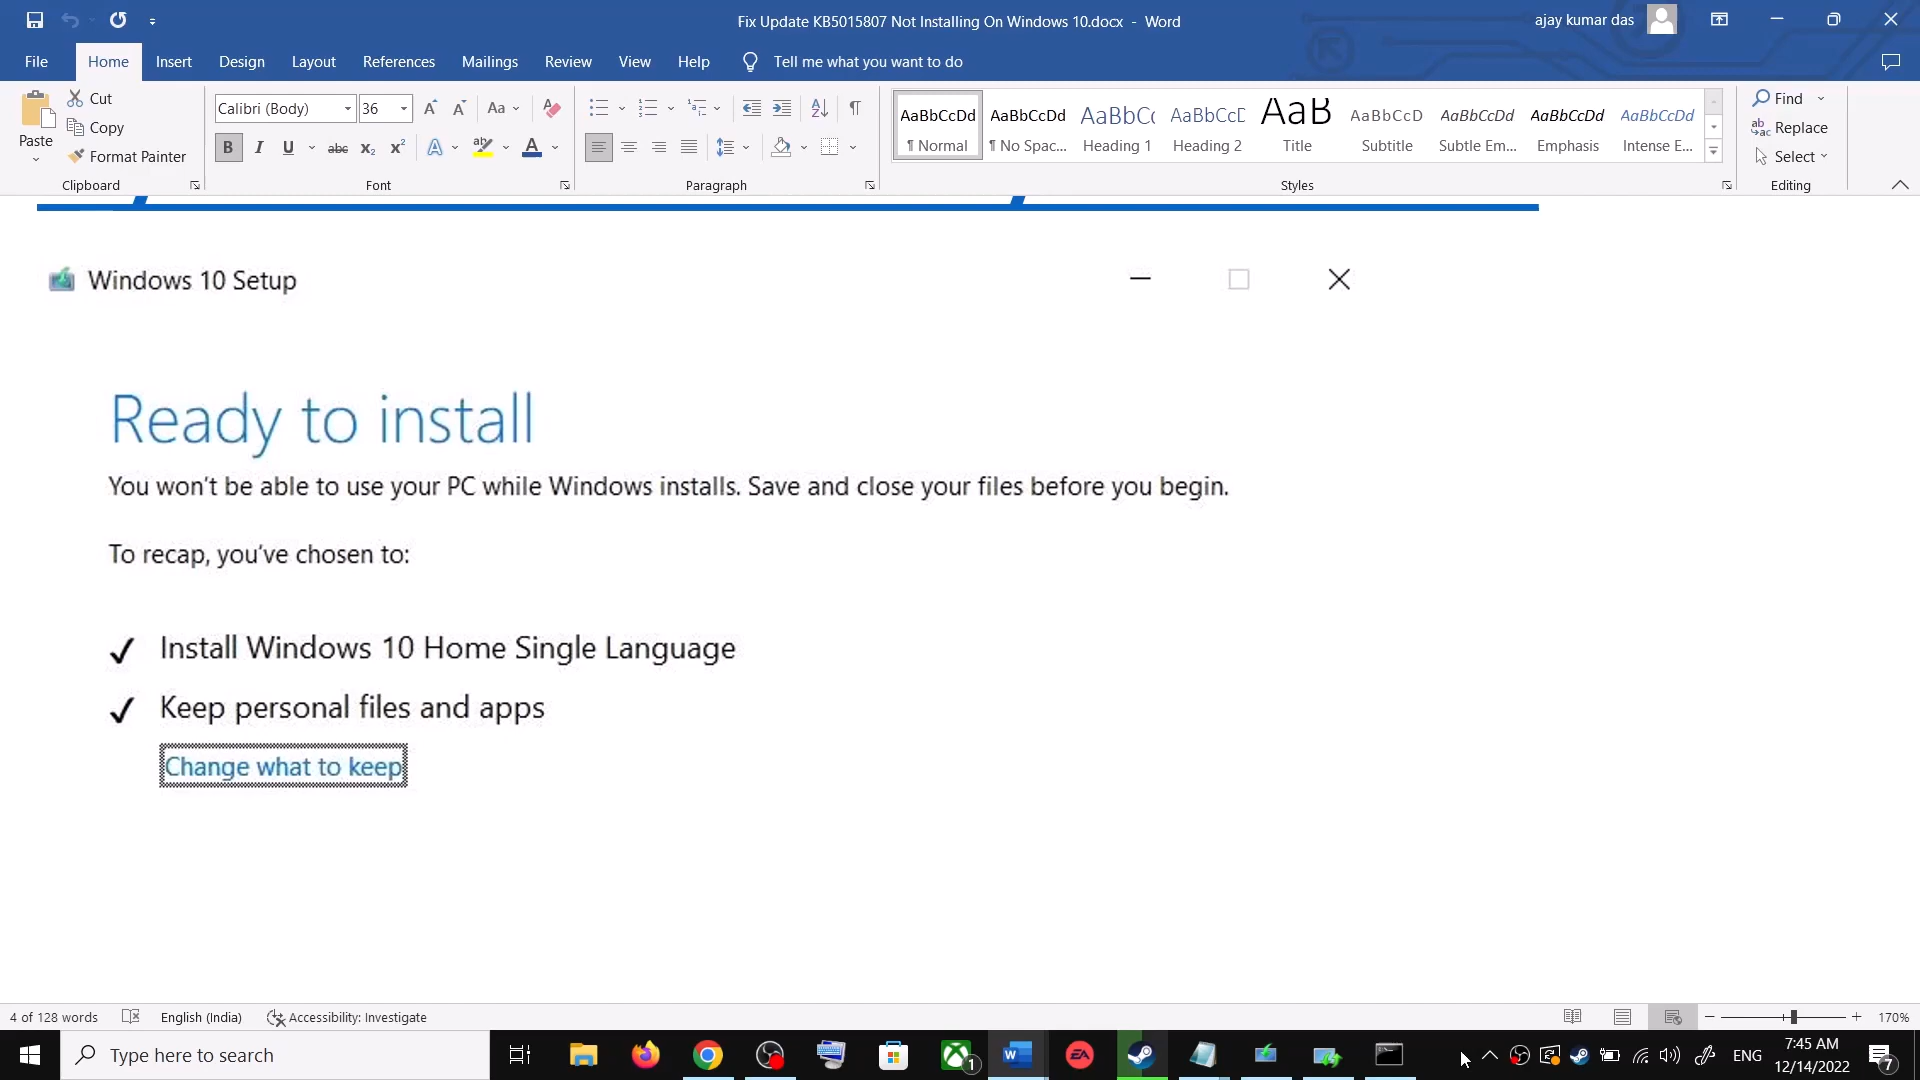 Fix Update KB5015807 Not Installing On Windows 10.docx - Word
ajay kumar das
File Home Insert Design Layout References Mailings Review View Help Tell me what you want to do
Paste
Cut
Copy
Format Painter
Clipboard
Calibri (Body) 36
Aa
B I U abc x₂ x² A A
Font
Paragraph
AaBbCcDd AaBbCcDd AaBbCc AaBbCcD AaB AaBbCcD AaBbCcDd AaBbCcDd AaBbCcDd
¶ Normal ¶ No Spac... Heading 1 Heading 2 Title Subtitle Subtle Em... Emphasis Intense E...
Styles
Find
Replace
Select
Editing
Windows 10 Setup
Ready to install
You won't be able to use your PC while Windows installs. Save and close your files before you begin.
To recap, you've chosen to:
✓ Install Windows 10 Home Single Language
✓ Keep personal files and apps
Change what to keep
4 of 128 words English (India) Accessibility: Investigate 170%
Type here to search
1
ENG
7:45 AM
12/14/2022
7